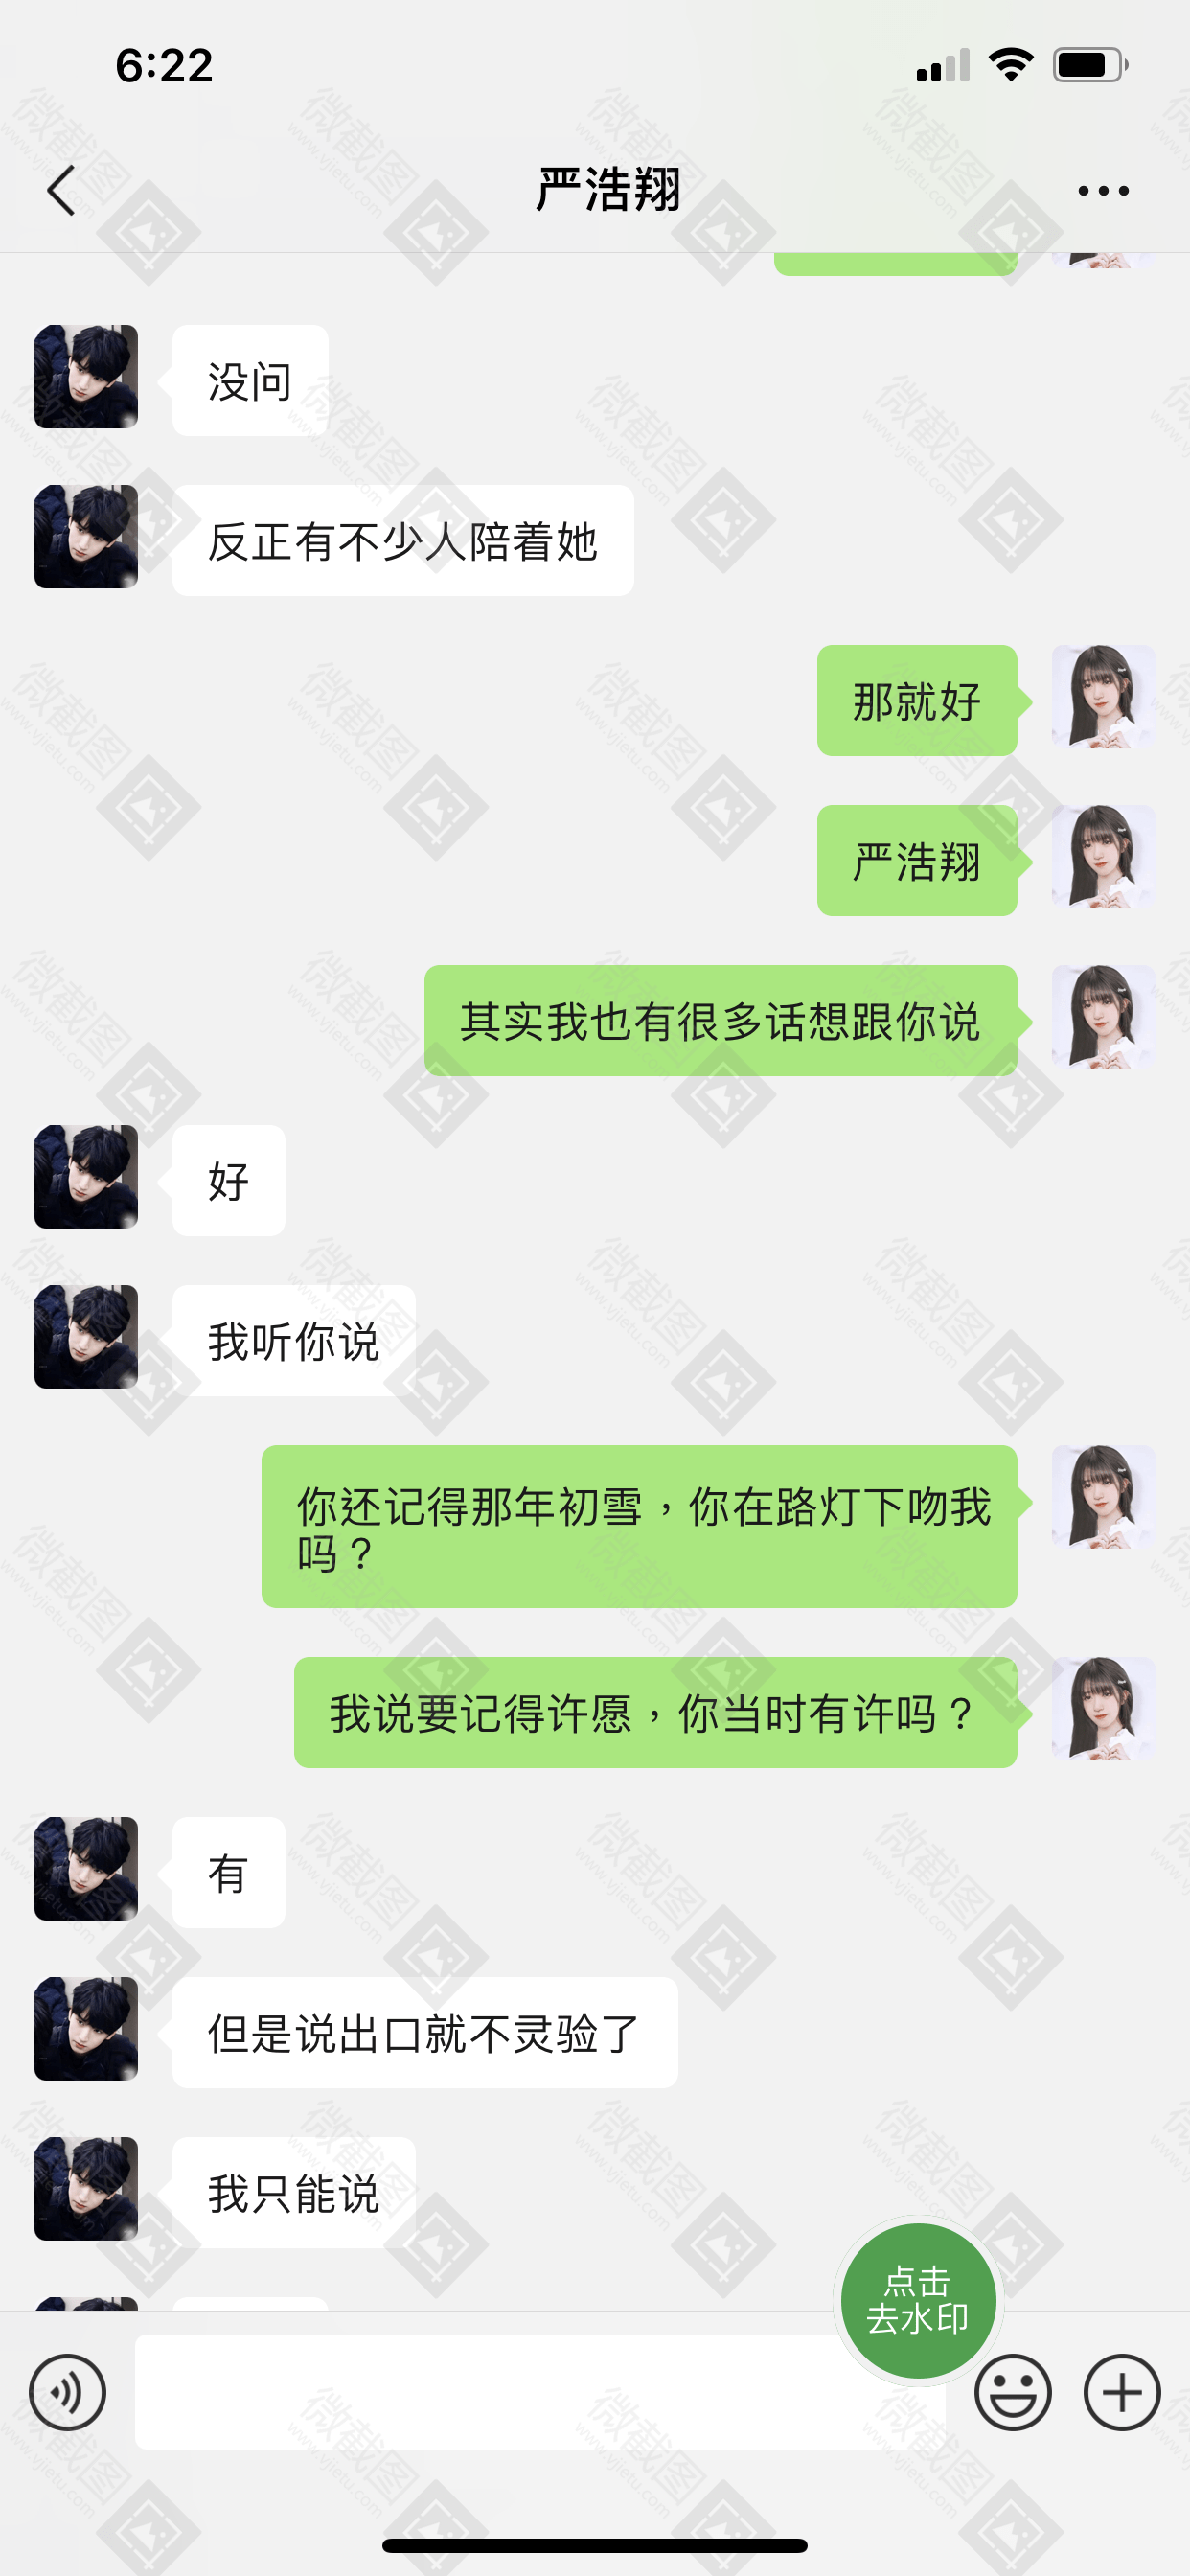 6:22
严浩翔
没问
反正有不少人陪着她
那就好
严浩翔
其实我也有很多话想跟你说
好
我听你说
你还记得那年初雪，你在路灯下吻我
吗？
我说要记得许愿，你当时有许吗？
有
但是说出口就不灵验了
我只能说
点击
去水印
微截图
www.vjietu.com